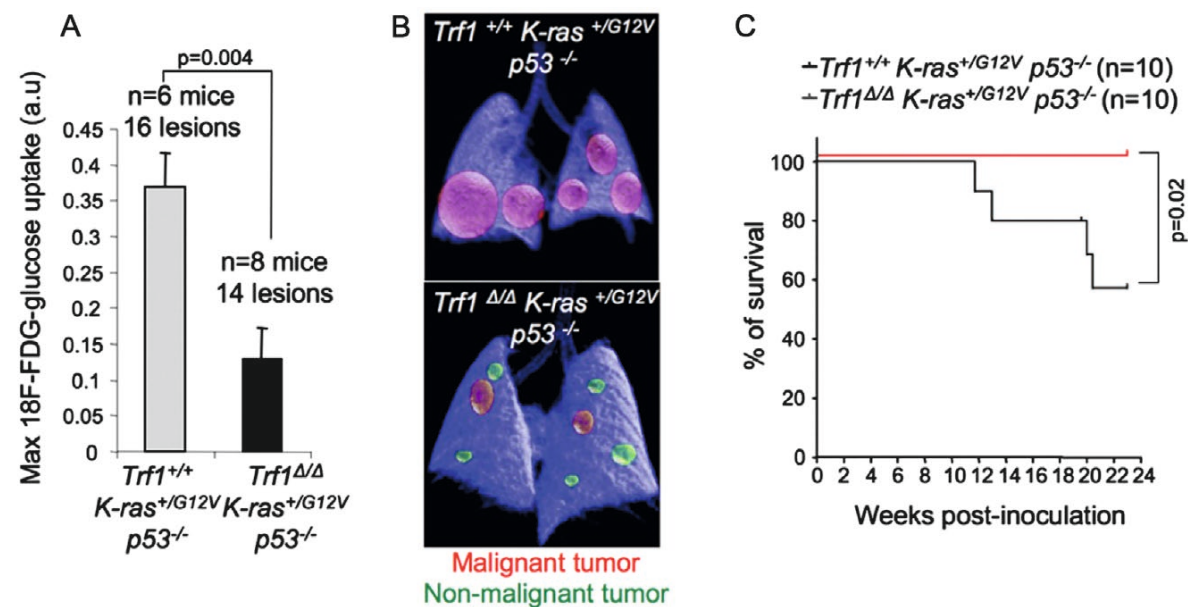 A
p=0.004
n=6 mice
16 lesions
n=8 mice
14 lesions
Max 18F-FDG-glucose uptake (a.u)
0.45
0.4
0.35
0.3
0.25
0.2
0.15
0.1
0.05
0
Trf1+/+
K-ras+/G12V
p53-/-
Trf1Δ/Δ
K-ras+/G12V
p53-/-
B
Trf1 +/+ K-ras +/G12V
p53 -/-
Trf1 Δ/Δ K-ras +/G12V
p53 -/-
Malignant tumor
Non-malignant tumor
C
Trf1+/+ K-ras+/G12V p53-/- (n=10)
Trf1Δ/Δ K-ras+/G12V p53-/- (n=10)
% of survival
100
80
60
40
20
0
0 2 4 6 8 10 12 14 16 18 20 22 24
Weeks post-inoculation
p=0.02